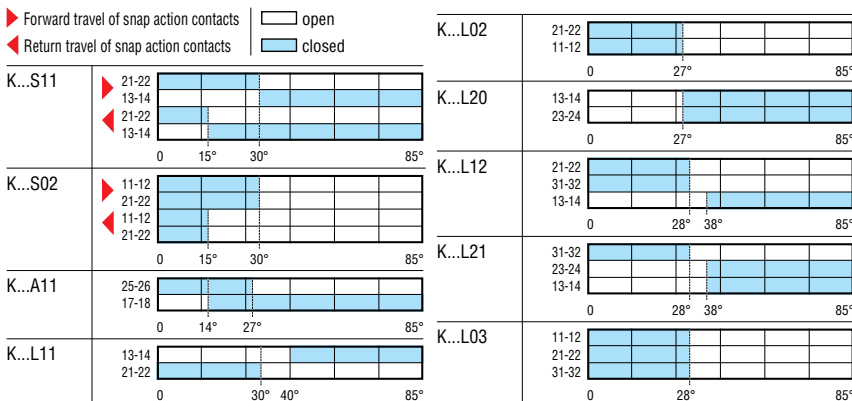 Forward travel of snap action contacts
open
Return travel of snap action contacts
closed
K...S11
21-22
13-14
21-22
13-14
0 15° 30° 85°
K...S02
11-12
21-22
11-12
21-22
0 15° 30° 85°
K...A11
25-26
17-18
0 14° 27° 85°
K...L11
13-14
21-22
0 30° 40° 85°
K...L02
21-22
11-12
0 27° 85°
K...L20
13-14
23-24
0 27° 85°
K...L12
21-22
31-32
13-14
0 28° 38° 85°
K...L21
31-32
23-24
13-14
0 28° 38° 85°
K...L03
11-12
21-22
31-32
0 28° 85°